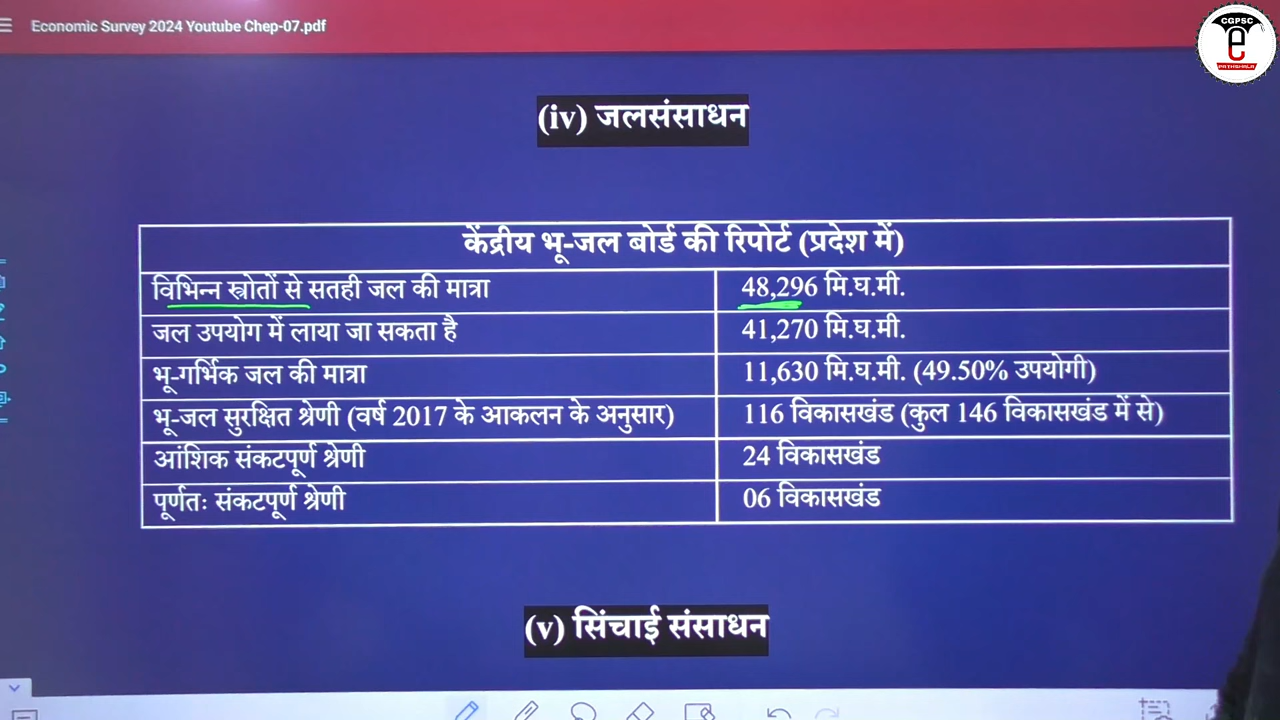 Economic Survey 2024 Youtube Chep-07.pdf
CGPSC
e
PATHSHALA
(iv) जलसंसाधन
केंद्रीय भू-जल बोर्ड की रिपोर्ट (प्रदेश में)
विभिन्न स्त्रोतों से सतही जल की मात्रा 48,296 मि.घ.मी.
जल उपयोग में लाया जा सकता है 41,270 मि.घ.मी.
भू-गर्भिक जल की मात्रा 11,630 मि.घ.मी. (49.50% उपयोगी)
भू-जल सुरक्षित श्रेणी (वर्ष 2017 के आकलन के अनुसार) 116 विकासखंड (कुल 146 विकासखंड में से)
आंशिक संकटपूर्ण श्रेणी 24 विकासखंड
पूर्णतः संकटपूर्ण श्रेणी 06 विकासखंड
(v) सिंचाई संसाधन